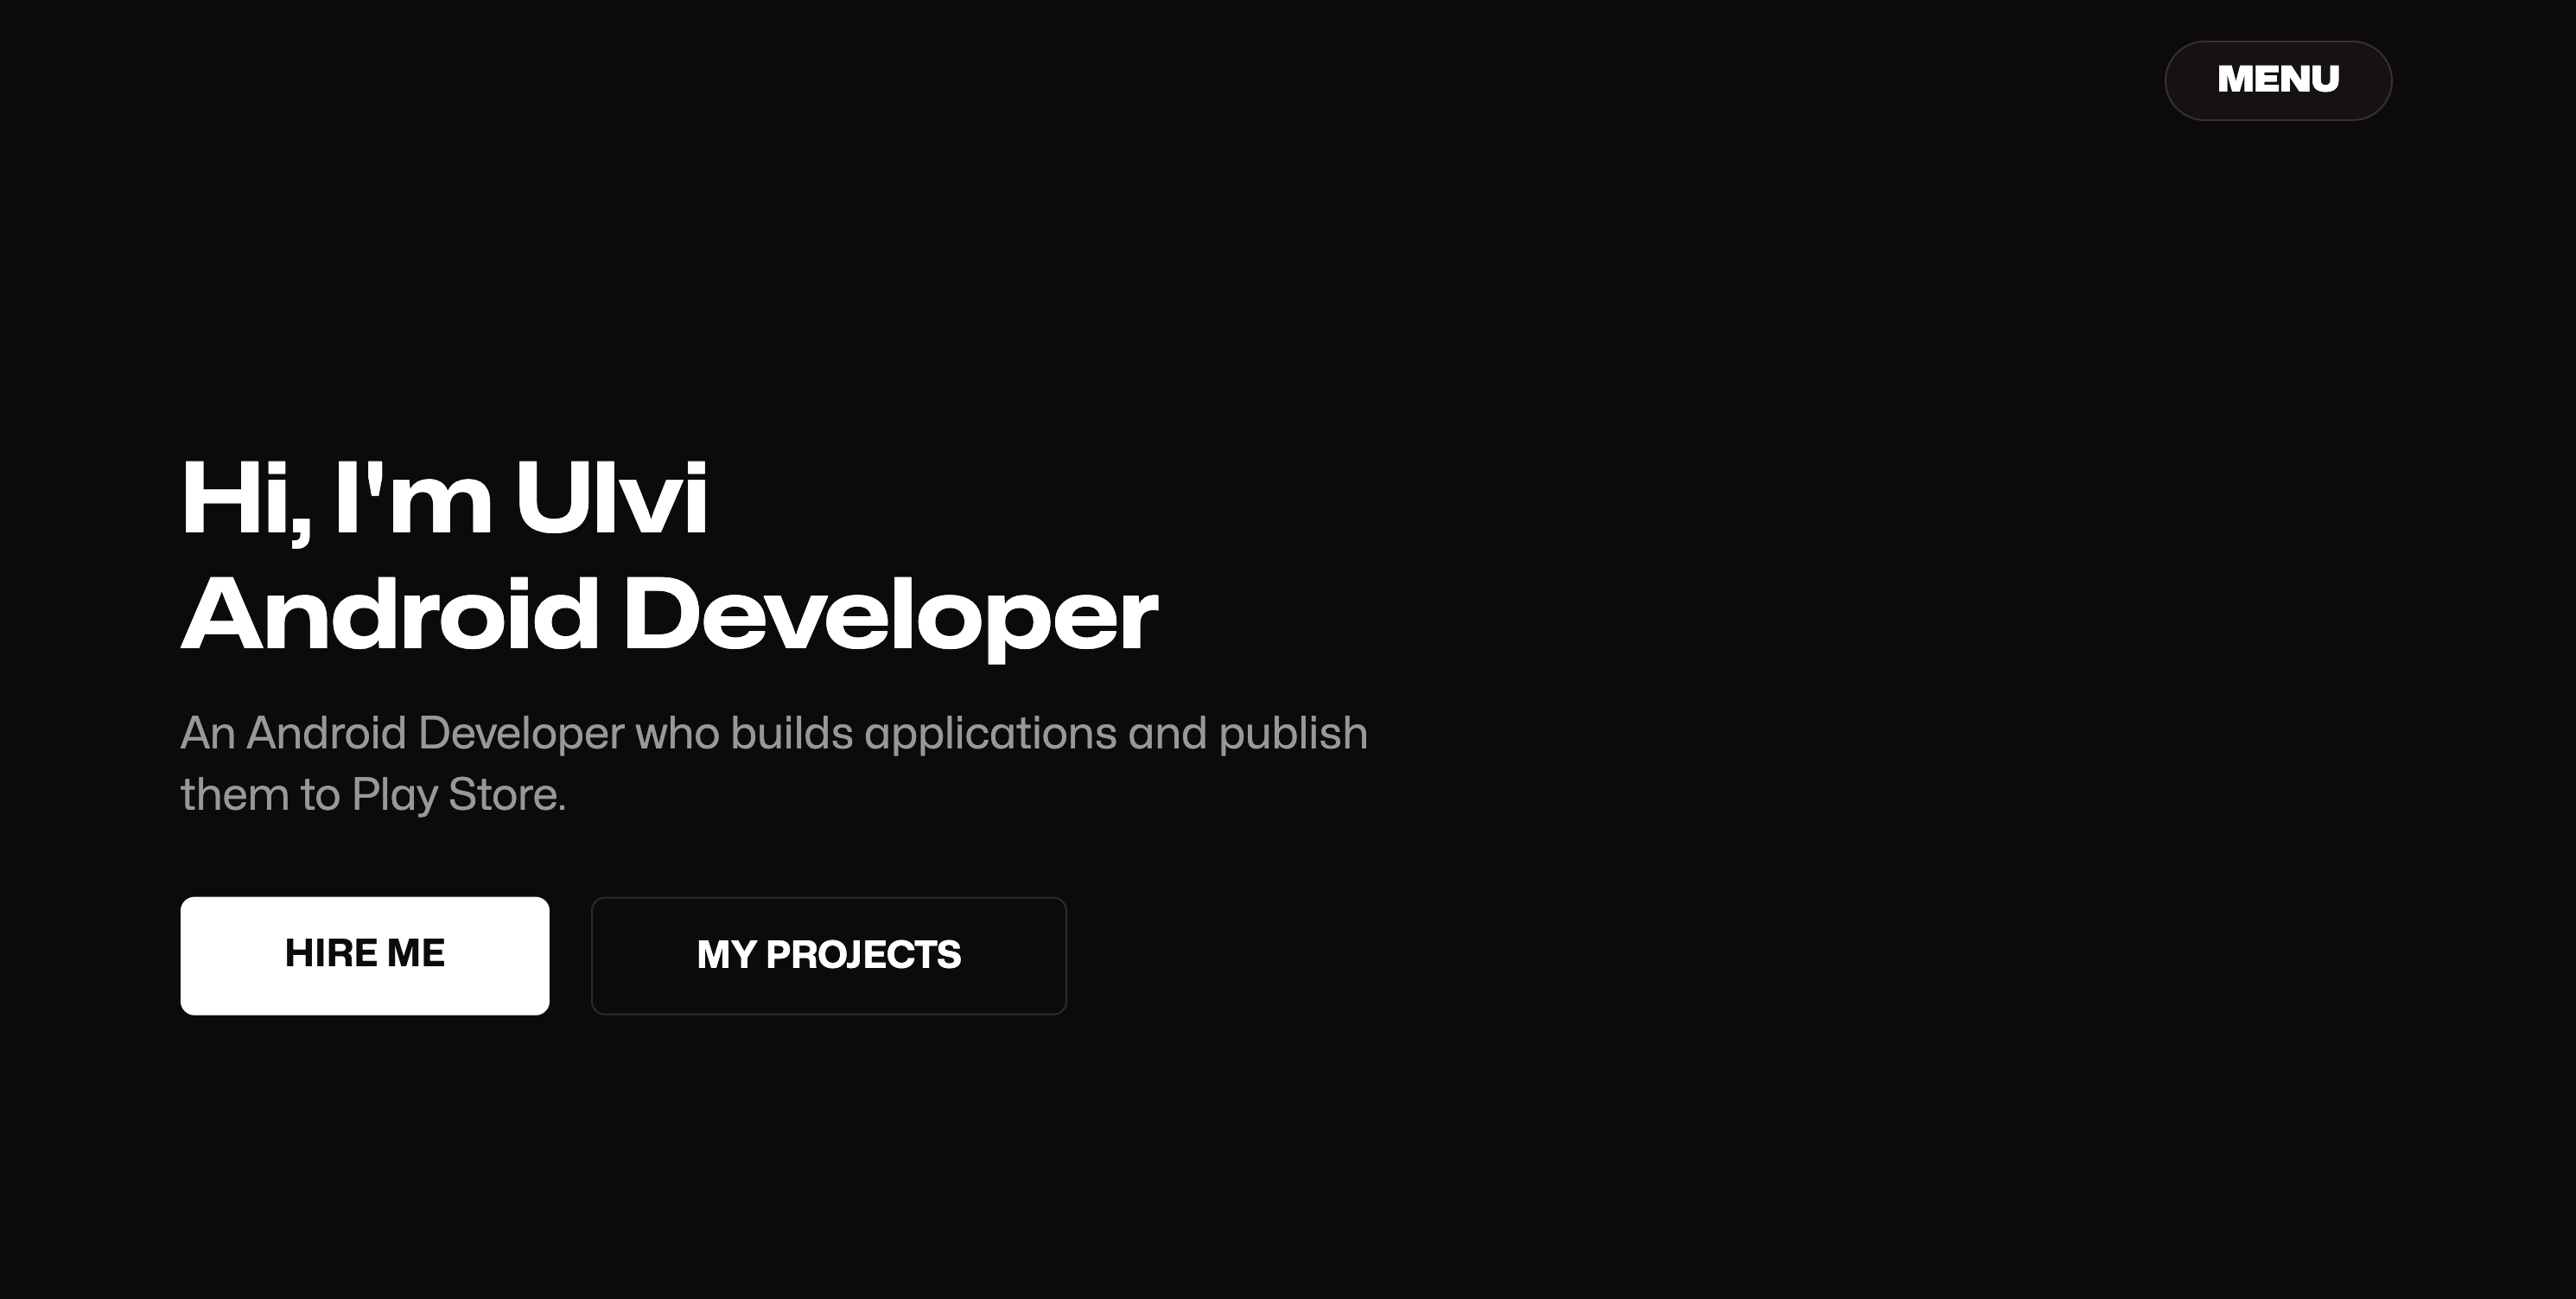 MENU
Hi, I'm Ulvi
Android Developer
An Android Developer who builds applications and publish
them to Play Store.
HIRE ME
MY PROJECTS